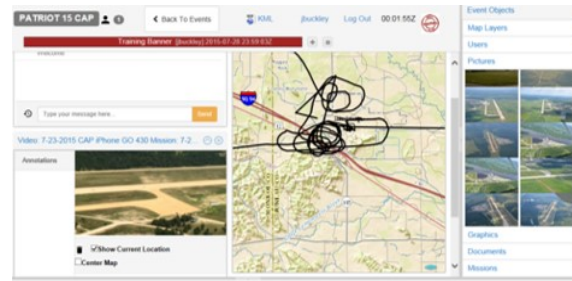 PATRIOT 15 CAP
Back To Events
KML
jbuckley
Log Out
00:01:55Z
Training Banner [jbuckley] 2015-07-28 23:59:83Z
Welcome
Type your message here...
Send
Video: 7-23-2015 CAP iPhone GO 430 Mission: 7-2...
Annotations
Show Current Location
Center Map
Event Objects
Map Layers
Users
Pictures
Graphics
Documents
Missions